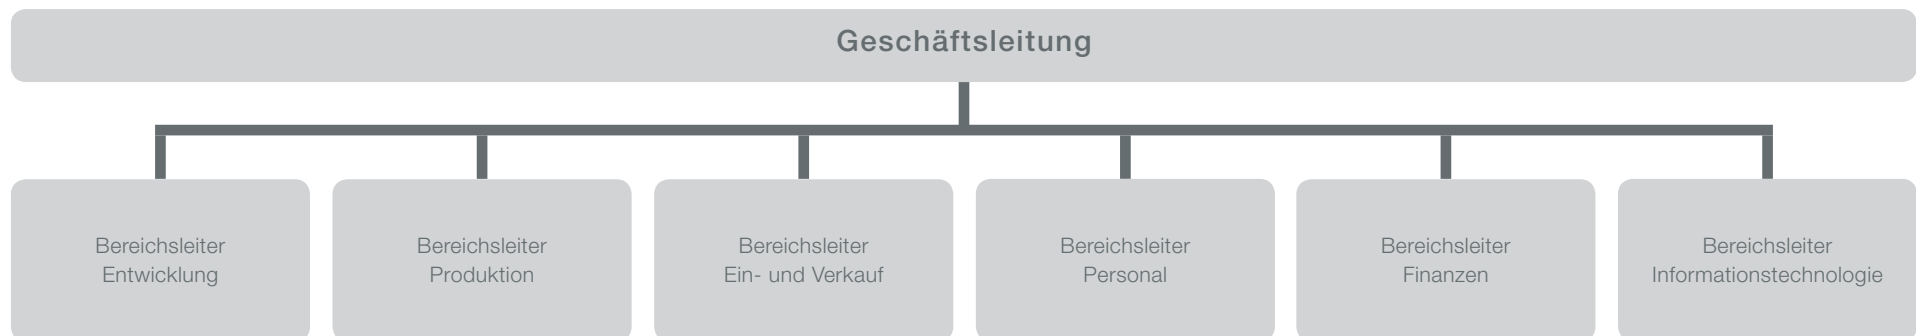 Geschäftsleitung
Bereichsleiter
Entwicklung
Bereichsleiter
Produktion
Bereichsleiter
Ein- und Verkauf
Bereichsleiter
Personal
Bereichsleiter
Finanzen
Bereichsleiter
Informationstechnologie